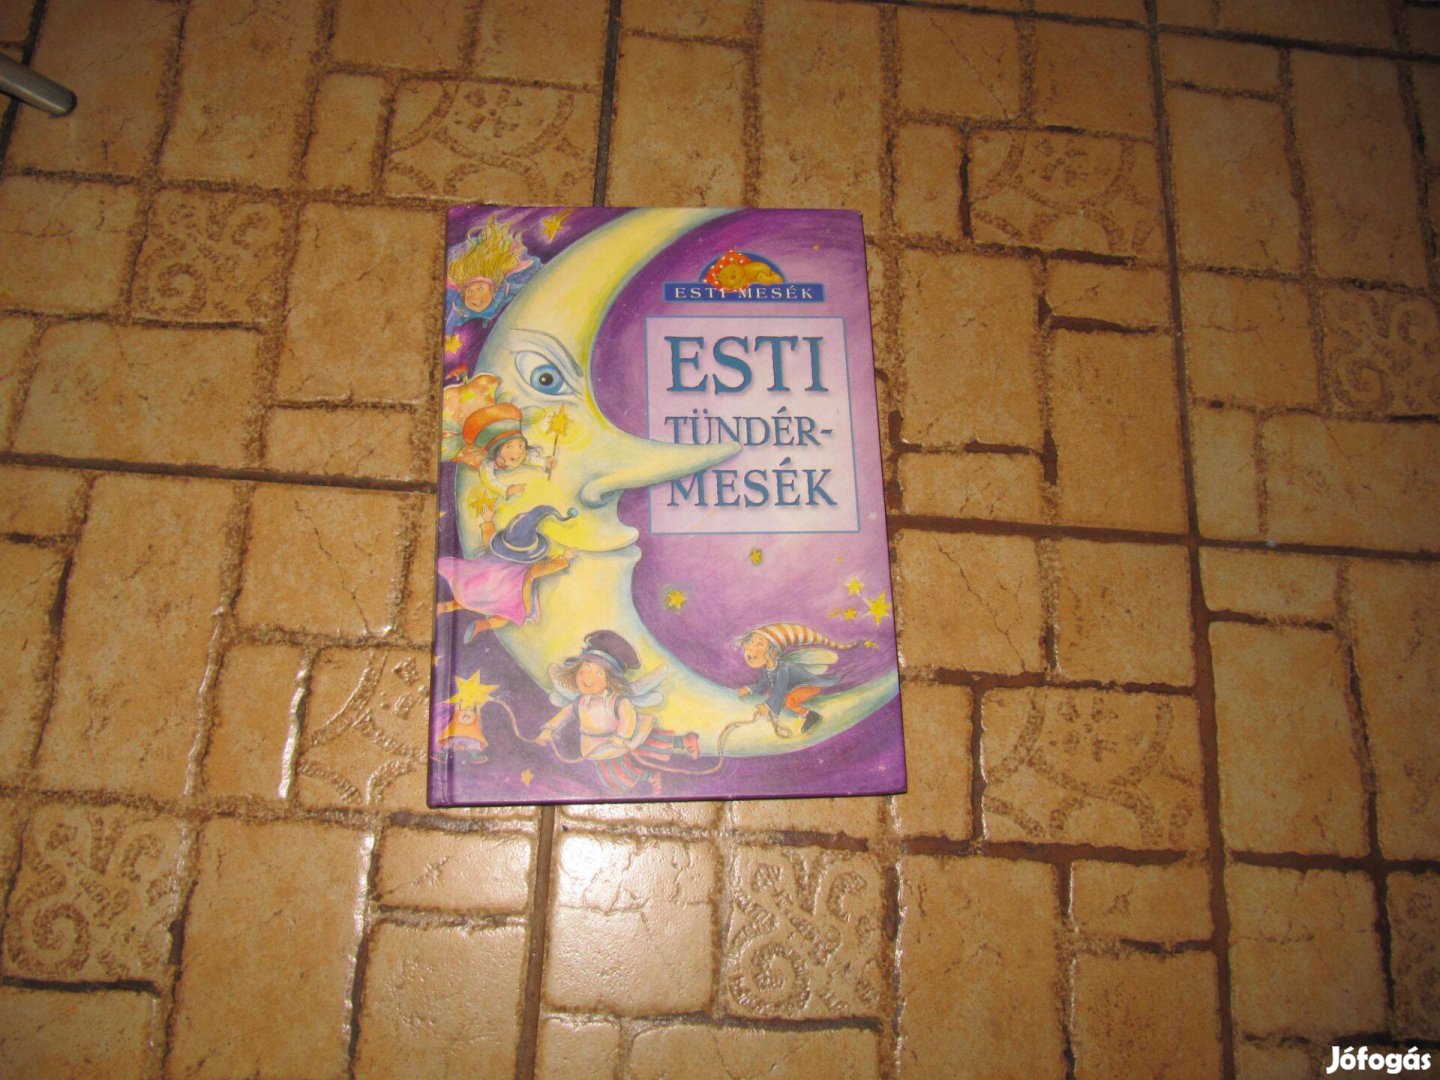 ESTI MESÉK
ESTI
TÜNDÉR-
MESÉK
Jófogás